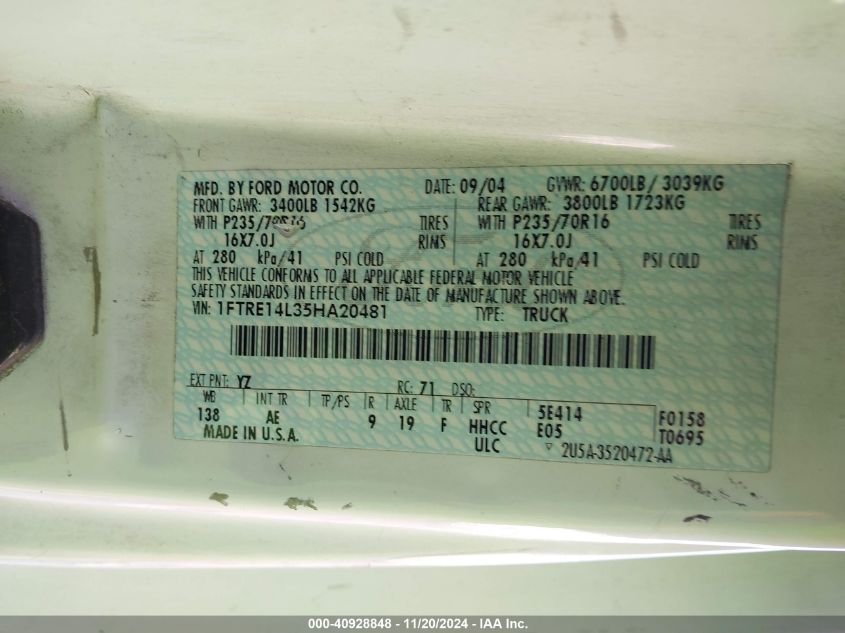 MFD. BY FORD MOTOR CO. DATE: 09/04 GVWR: 6700LB / 3039KG
FRONT GAWR: 3400LB 1542KG REAR GAWR: 3800LB 1723KG
WITH P235/70R16 TIRES WITH P235/70R16 TIRES
16X7.0J RIMS 16X7.0J RIMS
AT 280 kPa/41 PSI COLD AT 280 kPa/41 PSI COLD
THIS VEHICLE CONFORMS TO ALL APPLICABLE FEDERAL MOTOR VEHICLE
SAFETY STANDARDS IN EFFECT ON THE DATE OF MANUFACTURE SHOWN ABOVE.
VIN: 1FTRE14L35HA20481 TYPE: TRUCK
EXT PNT: YZ RC: 71 DSO:
WB INT TR TP/PS R AXLE TR SPR 5E414 F0158
138 AE 9 19 F HHCC E05 T0695
MADE IN U.S.A. ULC ▽ 2U5A-3520472-AA
000-40928848 - 11/20/2024 - IAA Inc.